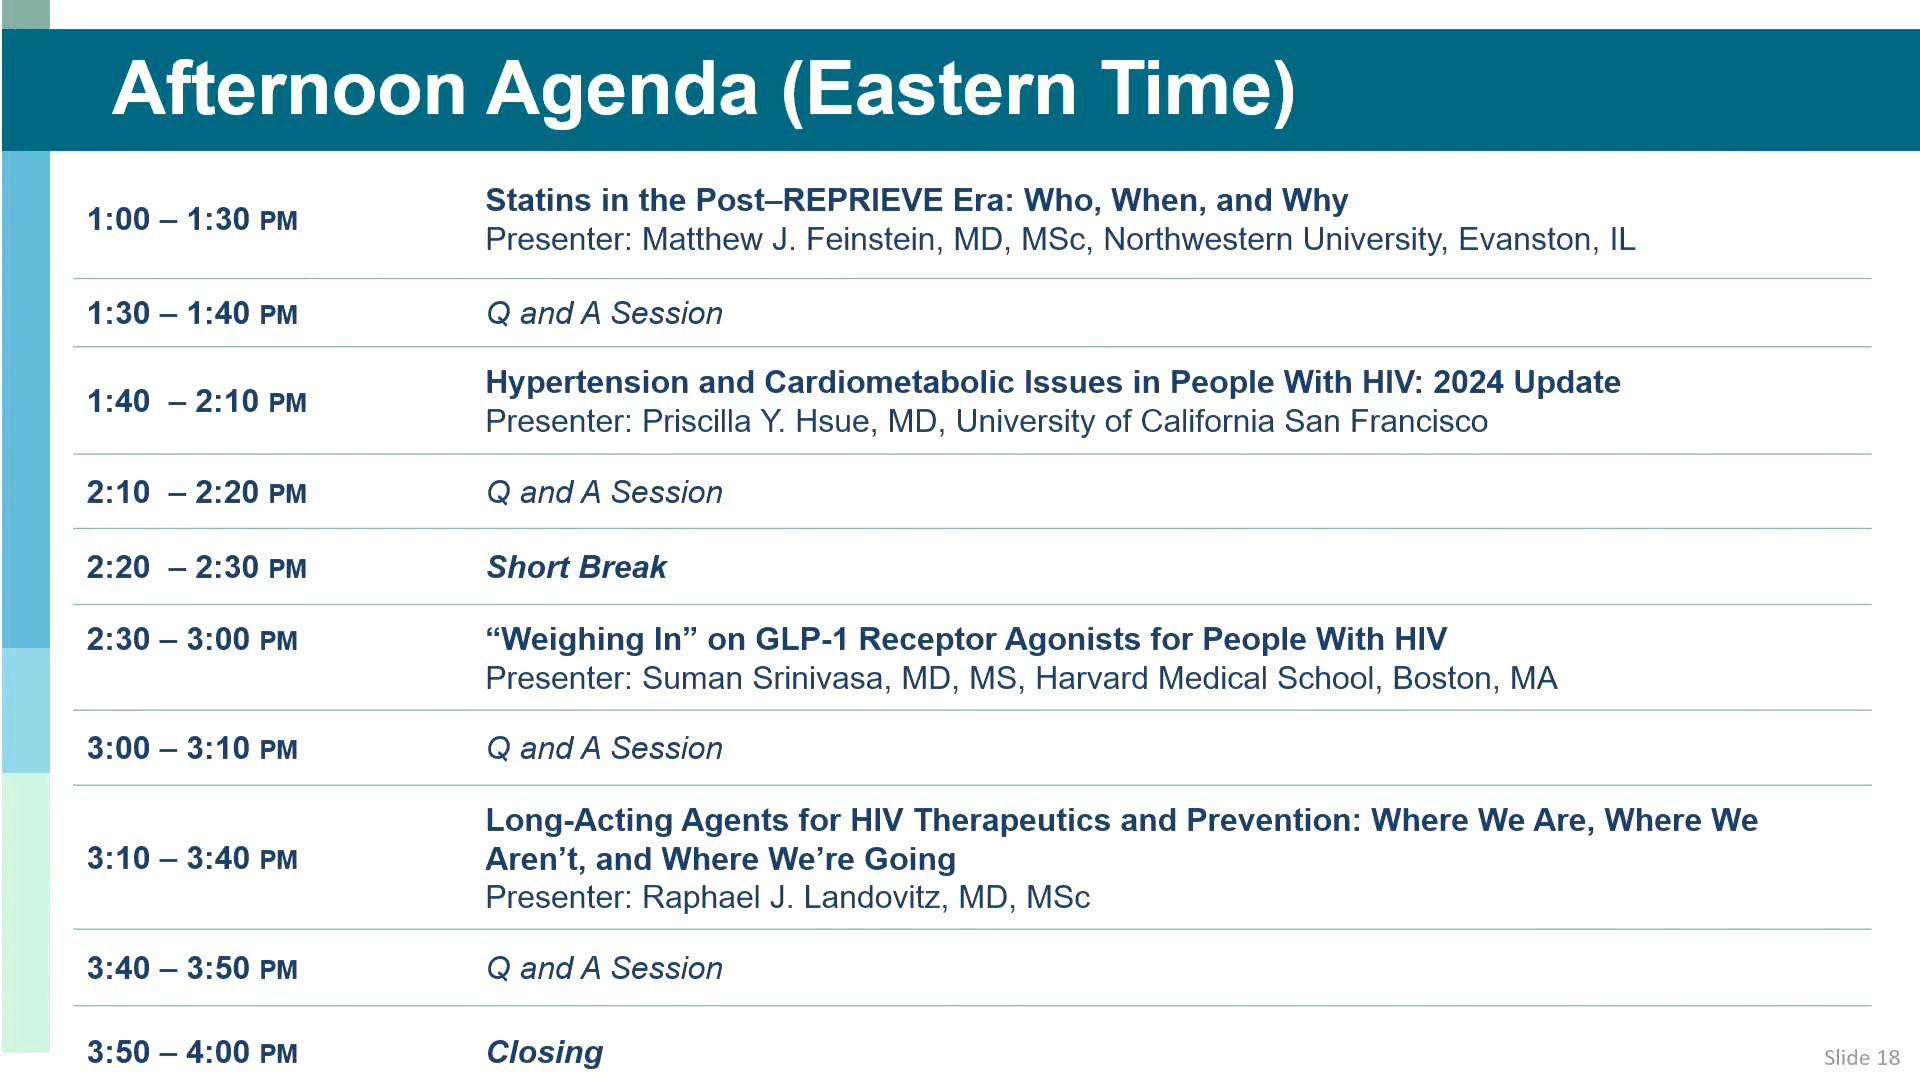 Afternoon Agenda (Eastern Time)
1:00 – 1:30 PM
Statins in the Post–REPRIEVE Era: Who, When, and Why
Presenter: Matthew J. Feinstein, MD, MSc, Northwestern University, Evanston, IL
1:30 – 1:40 PM
Q and A Session
1:40 – 2:10 PM
Hypertension and Cardiometabolic Issues in People With HIV: 2024 Update
Presenter: Priscilla Y. Hsue, MD, University of California San Francisco
2:10 – 2:20 PM
Q and A Session
2:20 – 2:30 PM
Short Break
2:30 – 3:00 PM
“Weighing In” on GLP-1 Receptor Agonists for People With HIV
Presenter: Suman Srinivasa, MD, MS, Harvard Medical School, Boston, MA
3:00 – 3:10 PM
Q and A Session
3:10 – 3:40 PM
Long-Acting Agents for HIV Therapeutics and Prevention: Where We Are, Where We
Aren’t, and Where We’re Going
Presenter: Raphael J. Landovitz, MD, MSc
3:40 – 3:50 PM
Q and A Session
3:50 – 4:00 PM
Closing
Slide 18